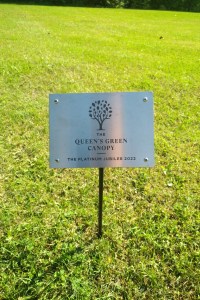 THE
QUEEN'S GREEN
CANOPY
THE PLATINUM JUBILEE 2022